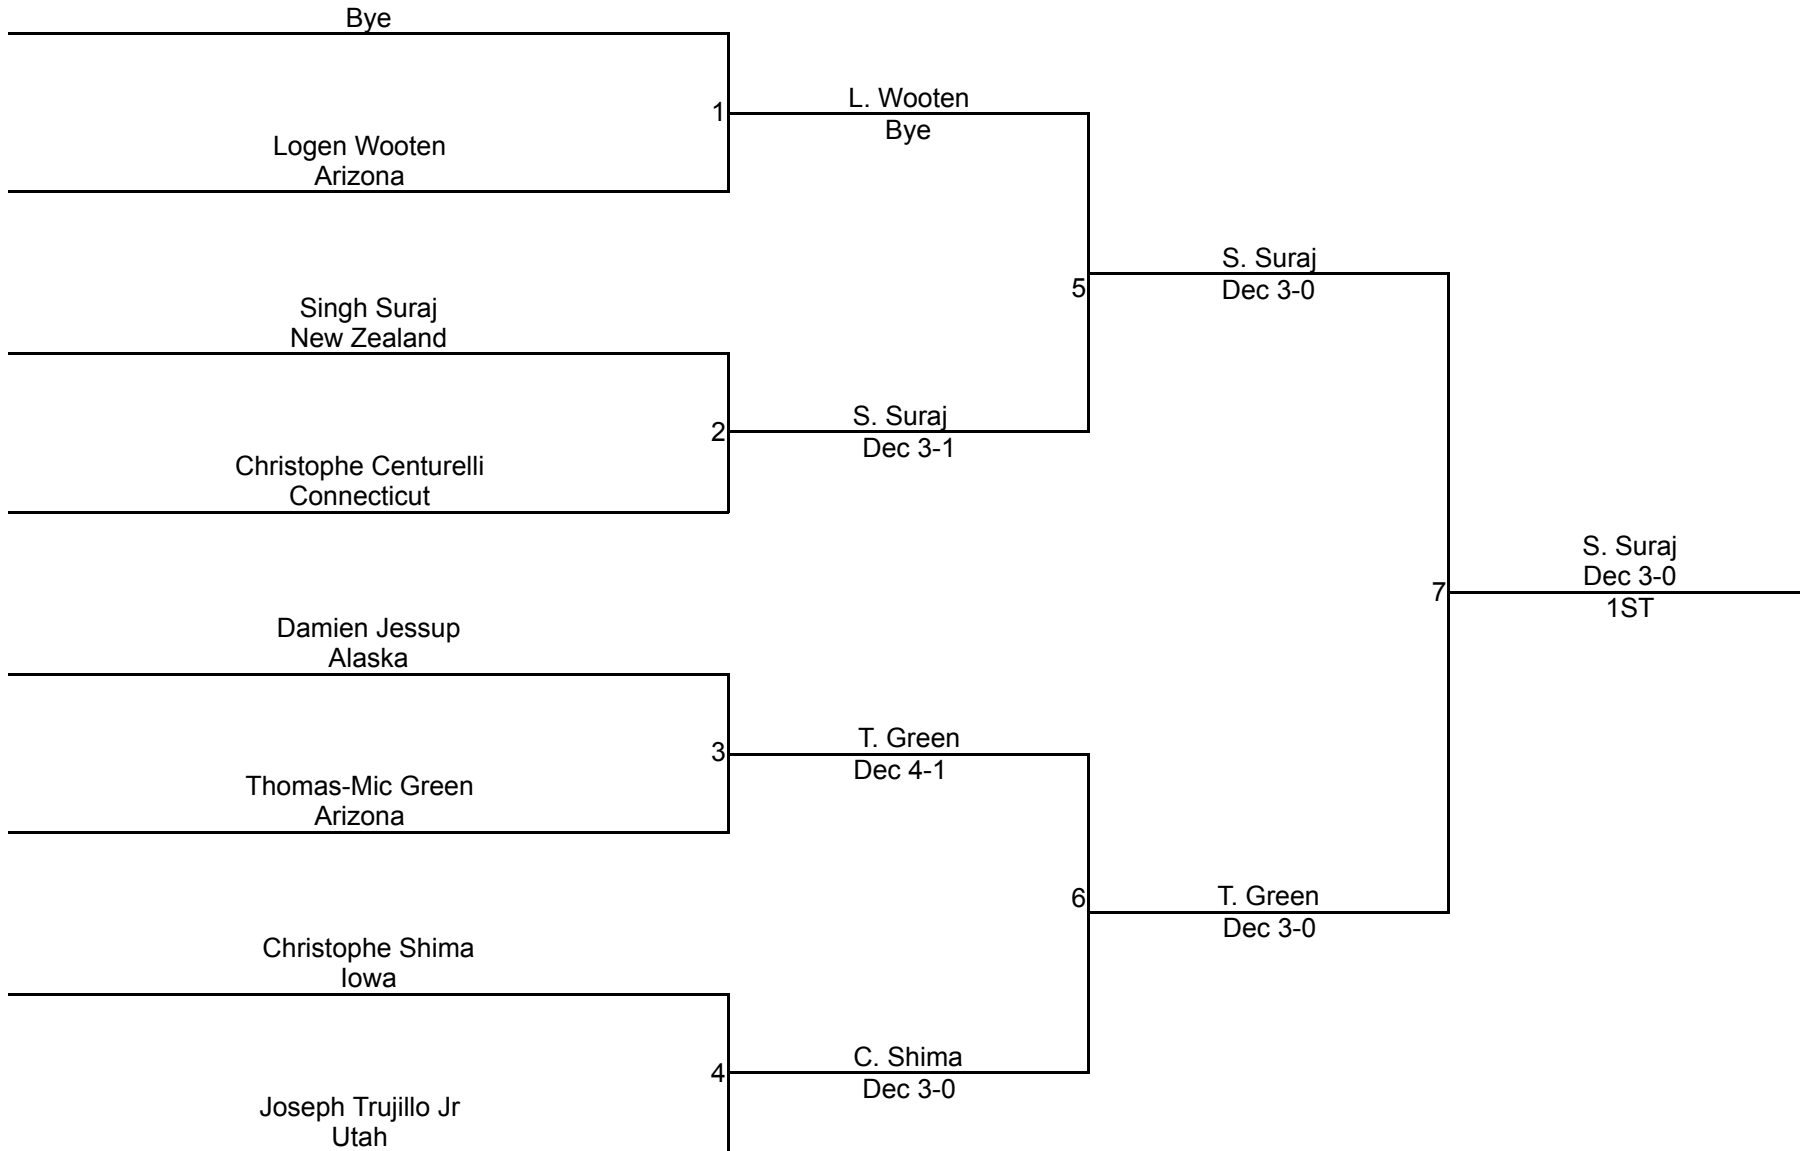 Bye
Logen Wooten
Arizona
1
L. Wooten
Bye
Singh Suraj
New Zealand
Christophe Centurelli
Connecticut
2
S. Suraj
Dec 3-1
5
S. Suraj
Dec 3-0
Damien Jessup
Alaska
Thomas-Mic Green
Arizona
3
T. Green
Dec 4-1
Christophe Shima
Iowa
Joseph Trujillo Jr
Utah
4
C. Shima
Dec 3-0
6
T. Green
Dec 3-0
7
S. Suraj
Dec 3-0
1ST